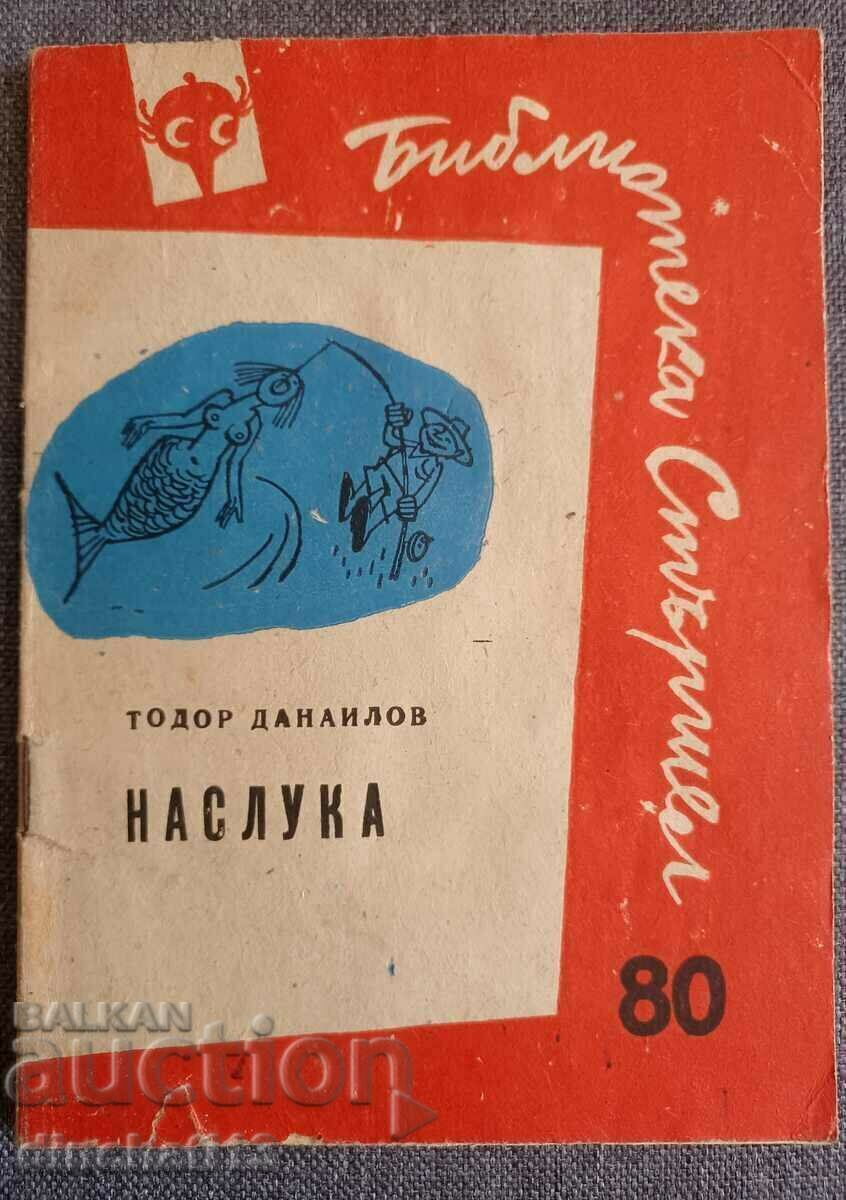 С С
Библиотека Стършел
ТОДОР ДАНАИЛОВ
НАСЛУКА
80
BALKAN
auction